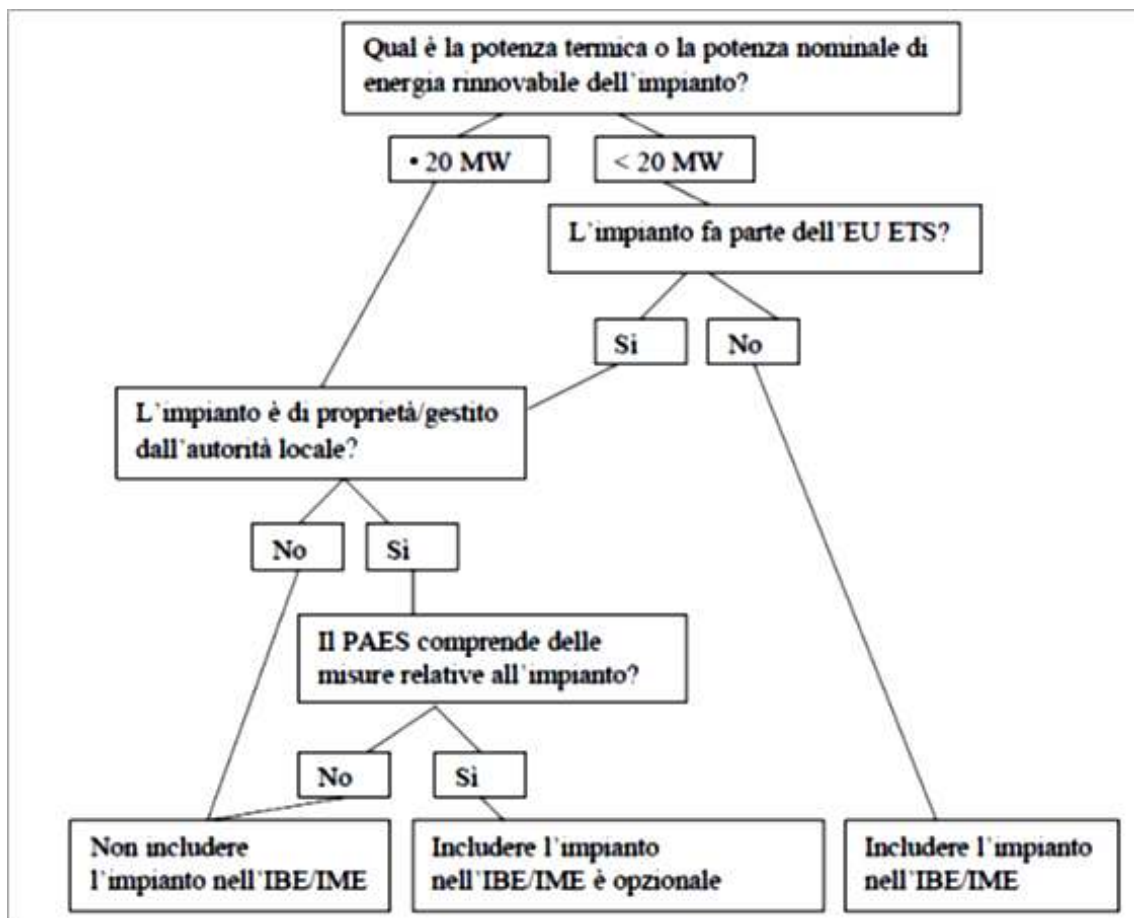 Qual è la potenza termica o la potenza nominale di
energia rinnovabile dell'impianto?
• 20 MW
< 20 MW
L'impianto fa parte dell'EU ETS?
Sì
No
L'impianto è di proprietà/gestito
dall'autorità locale?
No
Sì
Il PAES comprende delle
misure relative all'impianto?
No
Sì
Non includere
l'impianto nell'IBE/IME
Includere l'impianto
nell'IBE/IME è opzionale
Includere l'impianto
nell'IBE/IME